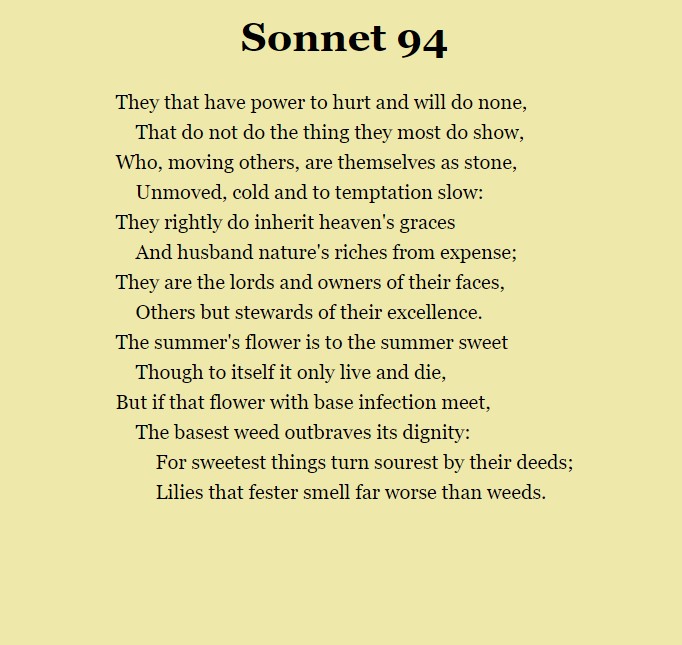 Sonnet 94
They that have power to hurt and will do none,
That do not do the thing they most do show,
Who, moving others, are themselves as stone,
Unmoved, cold and to temptation slow:
They rightly do inherit heaven's graces
And husband nature's riches from expense;
They are the lords and owners of their faces,
Others but stewards of their excellence.
The summer's flower is to the summer sweet
Though to itself it only live and die,
But if that flower with base infection meet,
The basest weed outbraves its dignity:
For sweetest things turn sourest by their deeds;
Lilies that fester smell far worse than weeds.